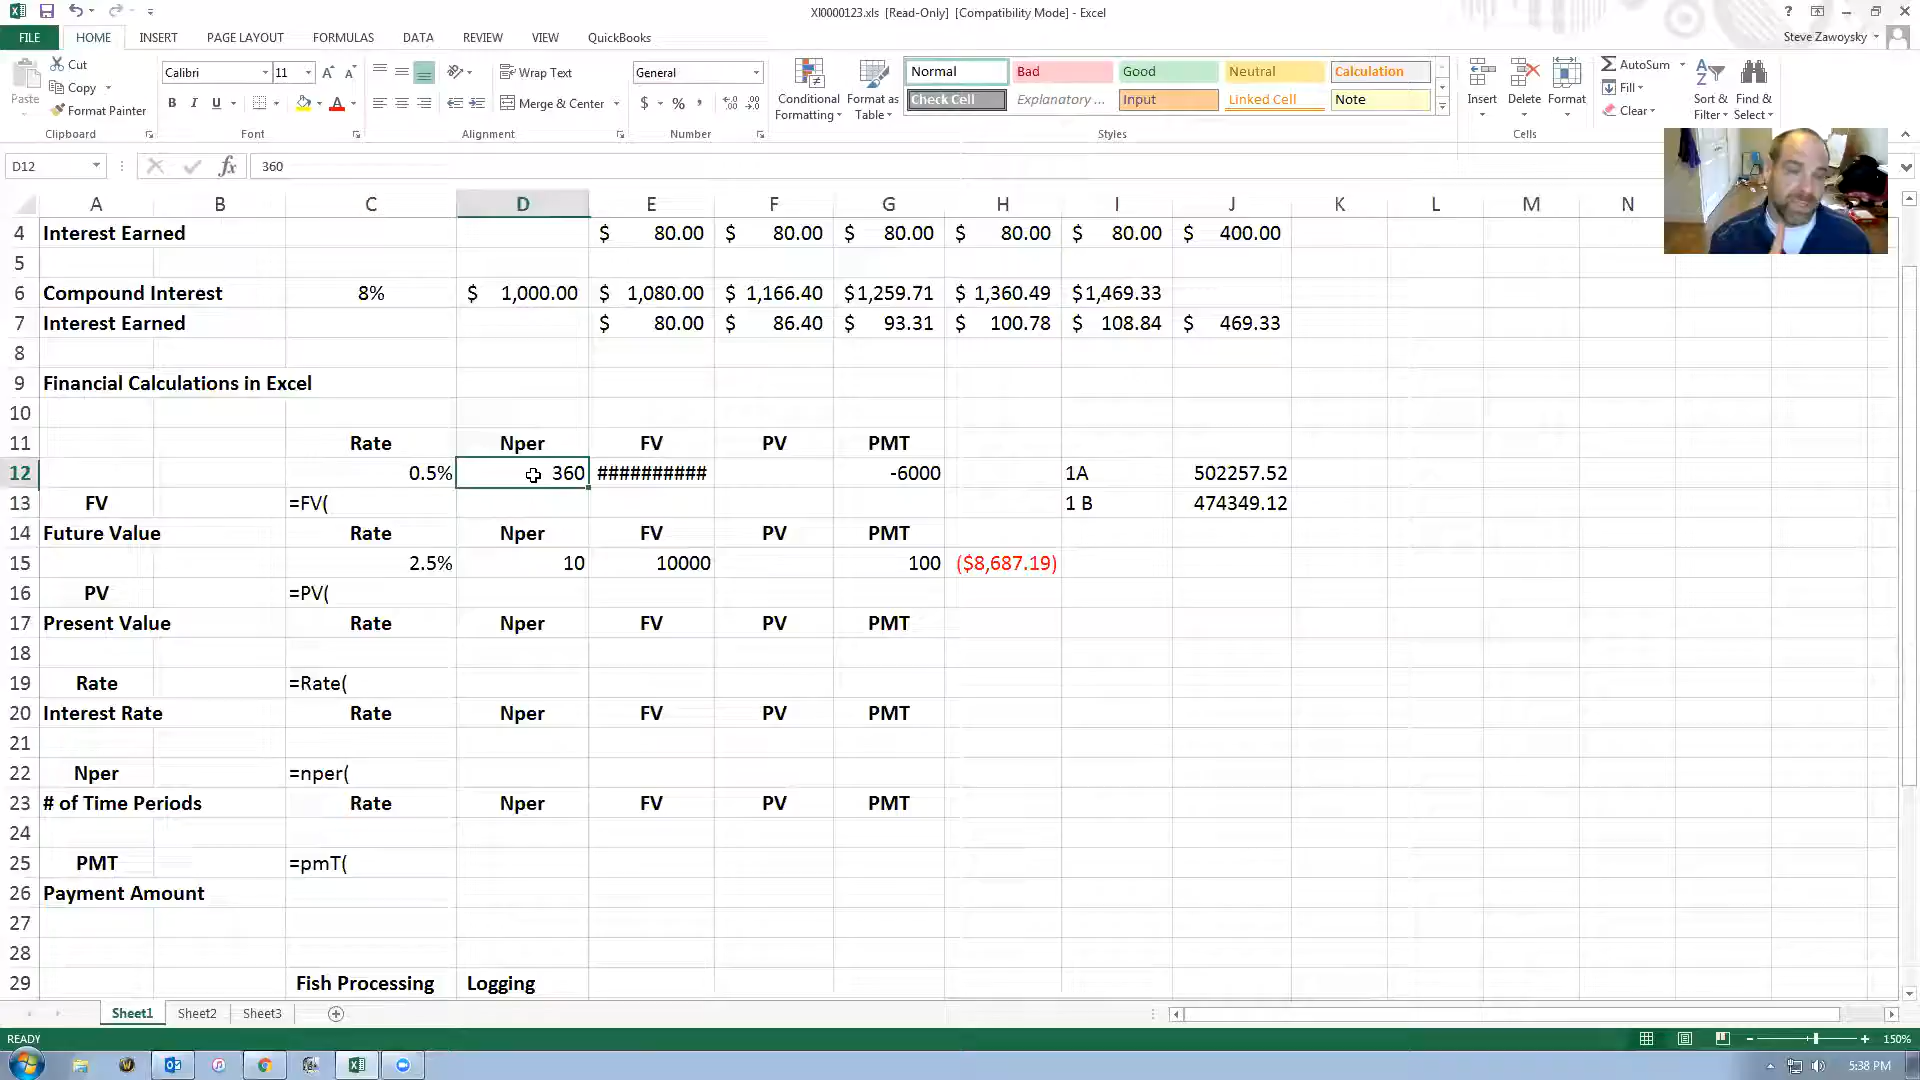 XI0000123.xls [Read-Only] [Compatibility Mode] - Excel
FILE HOME INSERT PAGE LAYOUT FORMULAS DATA REVIEW VIEW QuickBooks Steve Zawoysky
Paste Cut Copy Format Painter Clipboard
Calibri 11 B I U A Font
Wrap Text Merge & Center Alignment
General $ % , Number
Conditional Formatting Format as Table
Normal Bad Good Neutral Calculation
Check Cell Explanatory ... Input Linked Cell Note
Styles
Insert Delete Format Cells
AutoSum Fill Clear Sort & Filter Find & Select
D12 fx 360
A B C D E F G H I J K L M N
4 Interest Earned $ 80.00 $ 80.00 $ 80.00 $ 80.00 $ 80.00 $ 400.00
5
6 Compound Interest 8% $ 1,000.00 $ 1,080.00 $ 1,166.40 $1,259.71 $ 1,360.49 $1,469.33
7 Interest Earned $ 80.00 $ 86.40 $ 93.31 $ 100.78 $ 108.84 $ 469.33
8
9 Financial Calculations in Excel
10
11 Rate Nper FV PV PMT
12 0.5% 360 ########## -6000 1A 502257.52
13 FV =FV( 1 B 474349.12
14 Future Value Rate Nper FV PV PMT
15 2.5% 10 10000 100 ($8,687.19)
16 PV =PV(
17 Present Value Rate Nper FV PV PMT
18
19 Rate =Rate(
20 Interest Rate Rate Nper FV PV PMT
21
22 Nper =nper(
23 # of Time Periods Rate Nper FV PV PMT
24
25 PMT =pmT(
26 Payment Amount
27
28
29 Fish Processing Logging
Sheet1 Sheet2 Sheet3
READY 150%
5:38 PM